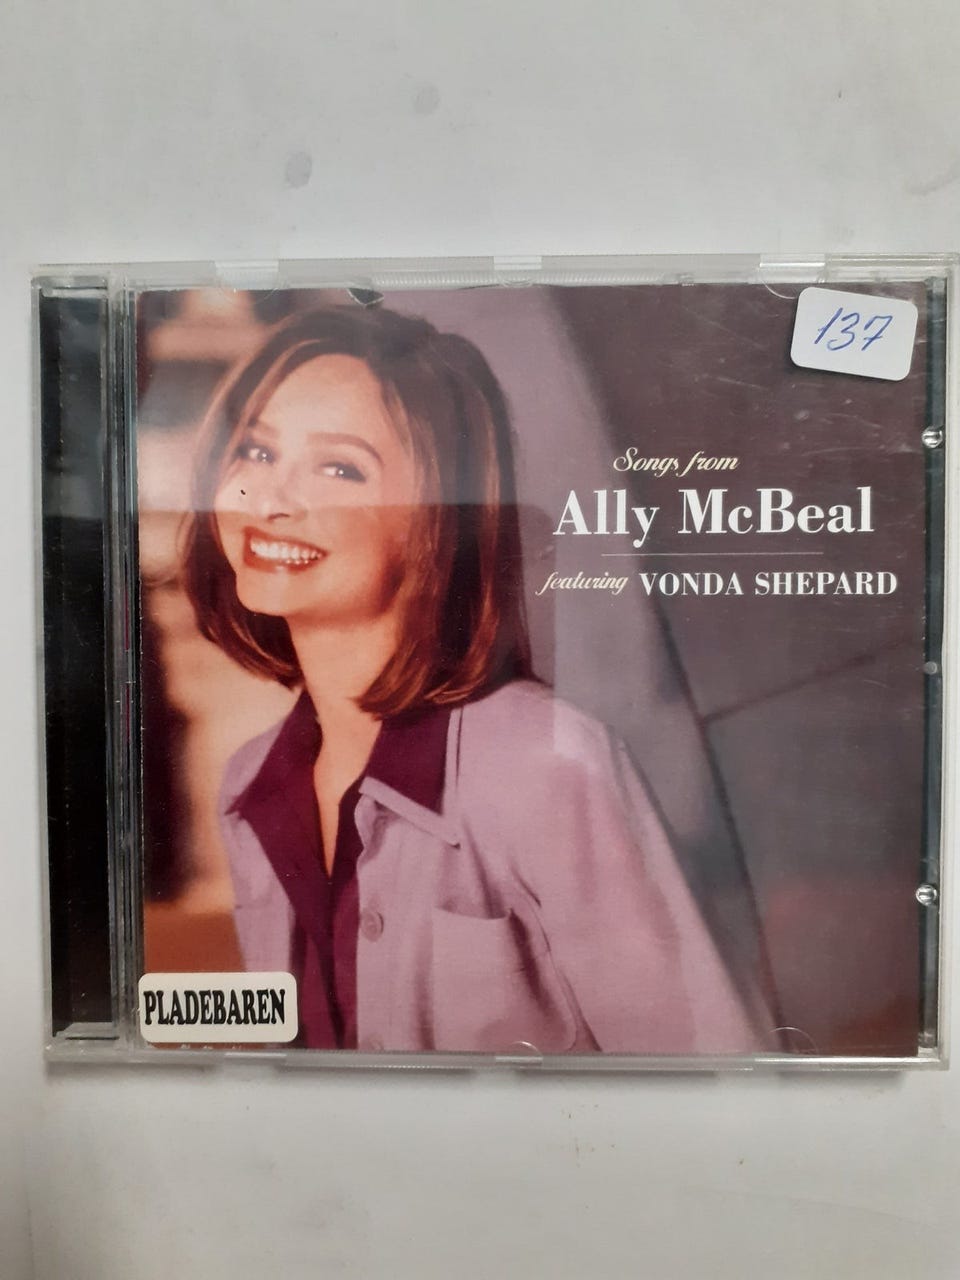 137
Songs from
Ally McBeal
featuring VONDA SHEPARD
PLADEBAREN